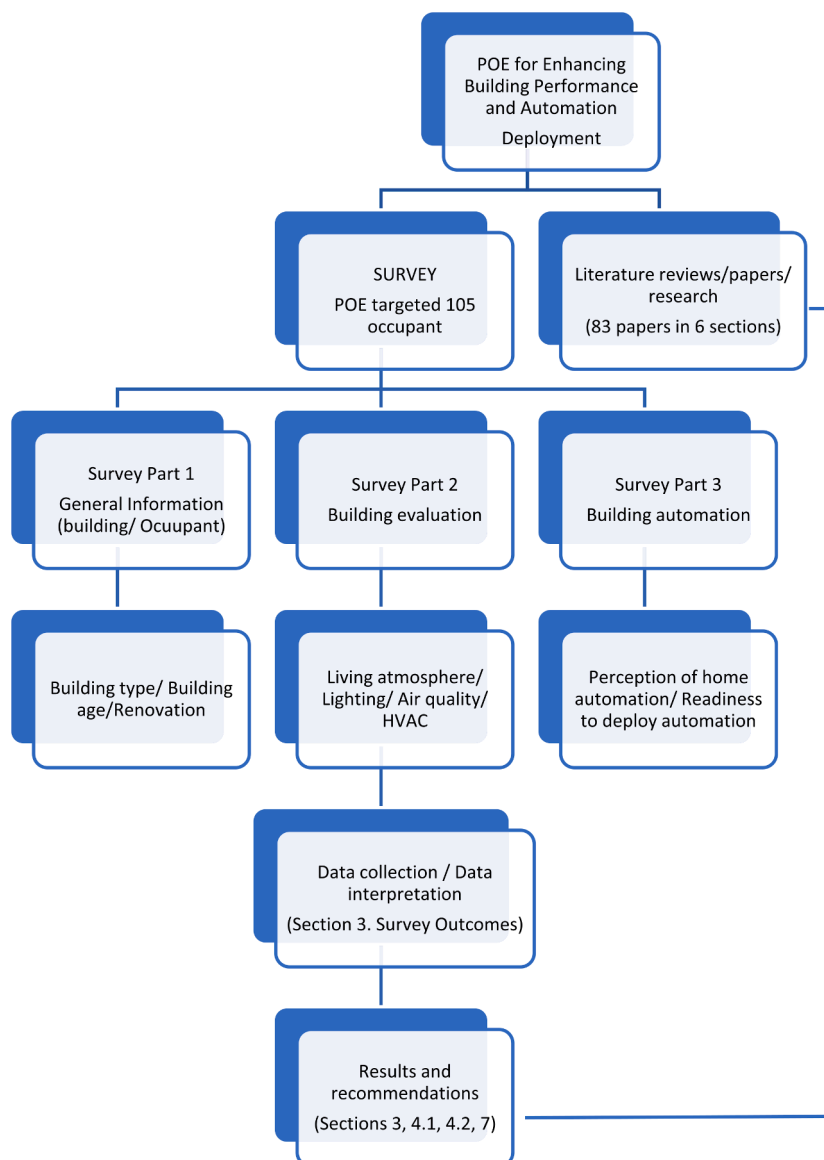 POE for Enhancing
Building Performance
and Automation
Deployment
SURVEY
POE targeted 105
occupant
Literature reviews/papers/
research
(83 papers in 6 sections)
Survey Part 1
General Information
(building/ Ocuupant)
Survey Part 2
Building evaluation
Survey Part 3
Building automation
Building type/ Building
age/Renovation
Living atmosphere/
Lighting/ Air quality/
HVAC
Perception of home
automation/ Readiness
to deploy automation
Data collection / Data
interpretation
(Section 3. Survey Outcomes)
Results and
recommendations
(Sections 3, 4.1, 4.2, 7)